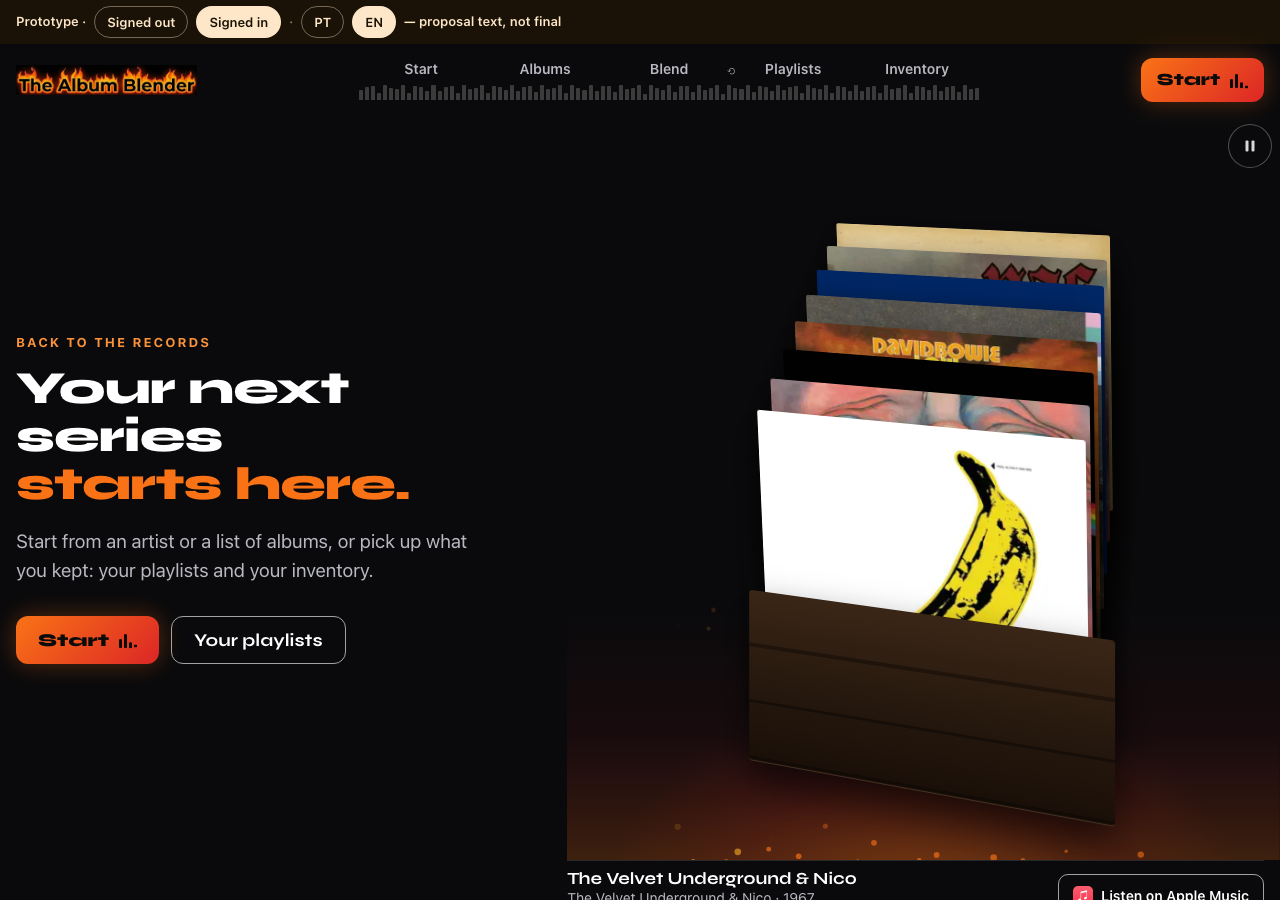 Prototype · Signed out Signed in · PT EN — proposal text, not final
The Album Blender
Start Albums Blend Playlists Inventory
Start
DAVID BOWIE
BACK TO THE RECORDS
Your next
series
starts here.
Start from an artist or a list of albums, or pick up what
you kept: your playlists and your inventory.
Start Your playlists
The Velvet Underground & Nico
The Velvet Underground & Nico · 1967
Listen on Apple Music